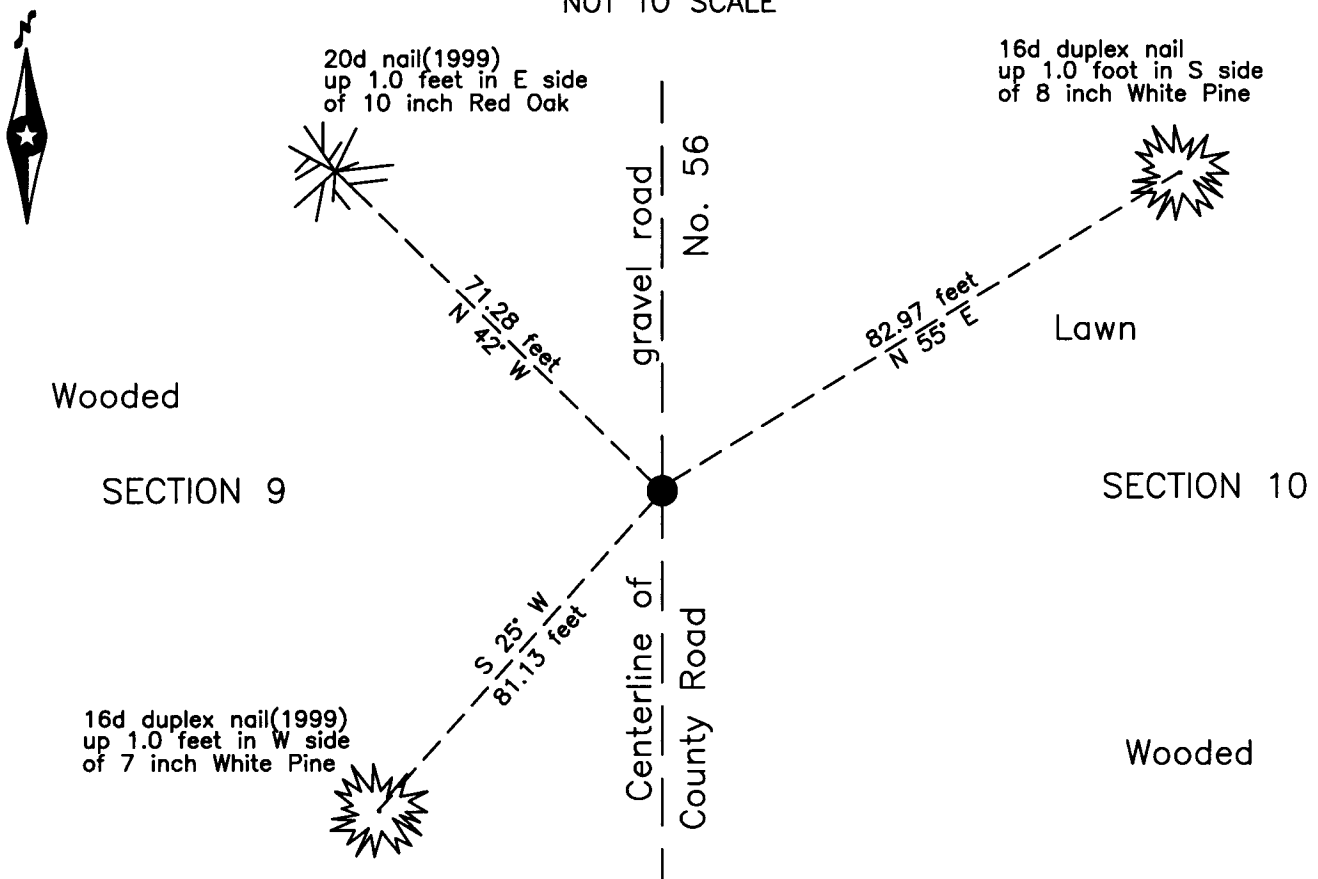 NOT TO SCALE
N
20d nail(1999)
up 1.0 feet in E side
of 10 inch Red Oak
16d duplex nail
up 1.0 foot in S side
of 8 inch White Pine
gravel road
No. 56
71.28 feet
N 42° W
82.97 feet
N 55° E
Lawn
Wooded
SECTION 9
SECTION 10
S 25° W
81.13 feet
Centerline of
County Road
16d duplex nail(1999)
up 1.0 feet in W side
of 7 inch White Pine
Wooded